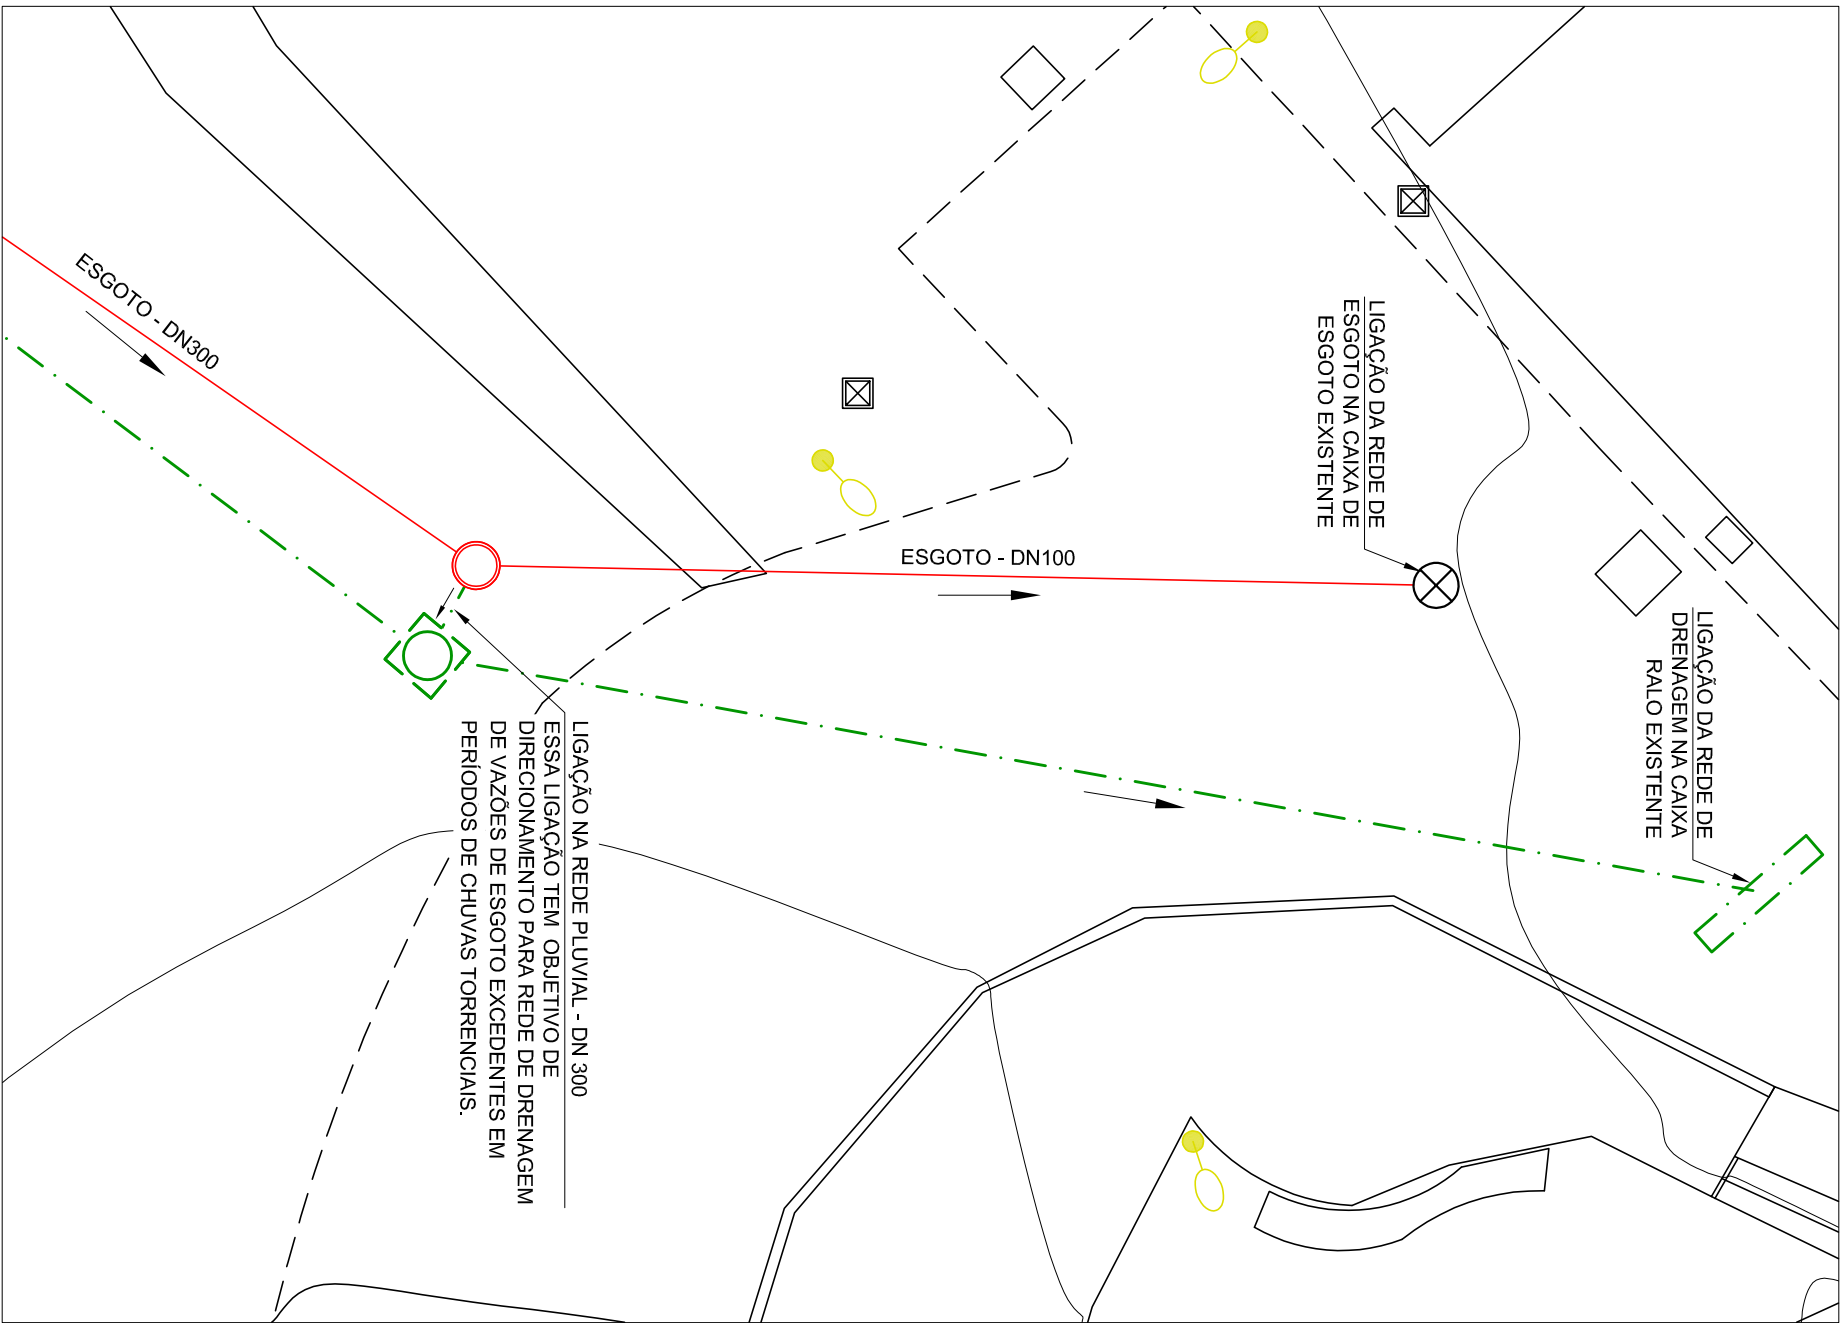 ESGOTO - DN300
ESGOTO - DN100
LIGAÇÃO DA REDE DE
ESGOTO NA CAIXA DE
ESGOTO EXISTENTE
LIGAÇÃO DA REDE DE
DRENAGEM NA CAIXA
RALO EXISTENTE
LIGAÇÃO NA REDE PLUVIAL - DN 300
ESSA LIGAÇÃO TEM OBJETIVO DE
DIRECIONAMENTO PARA REDE DE DRENAGEM
DE VAZÕES DE ESGOTO EXCEDENTES EM
PERÍODOS DE CHUVAS TORRENCIAIS.